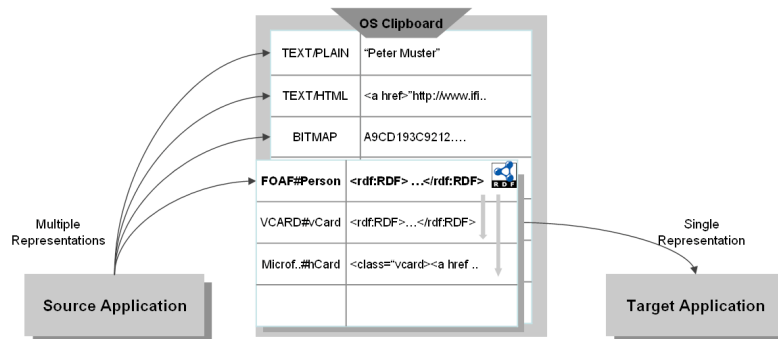 OS Clipboard
TEXT/PLAIN “Peter Muster”
TEXT/HTML <a href>"http://www.ifi..
BITMAP A9CD193C9212....
FOAF#Person <rdf:RDF> ...</rdf:RDF>
RDF
VCARD#vCard <rdf:RDF>...</rdf:RDF>
Microf..#hCard <class=“vcard><a href ..
Multiple
Representations
Single
Representation
Source Application
Target Application